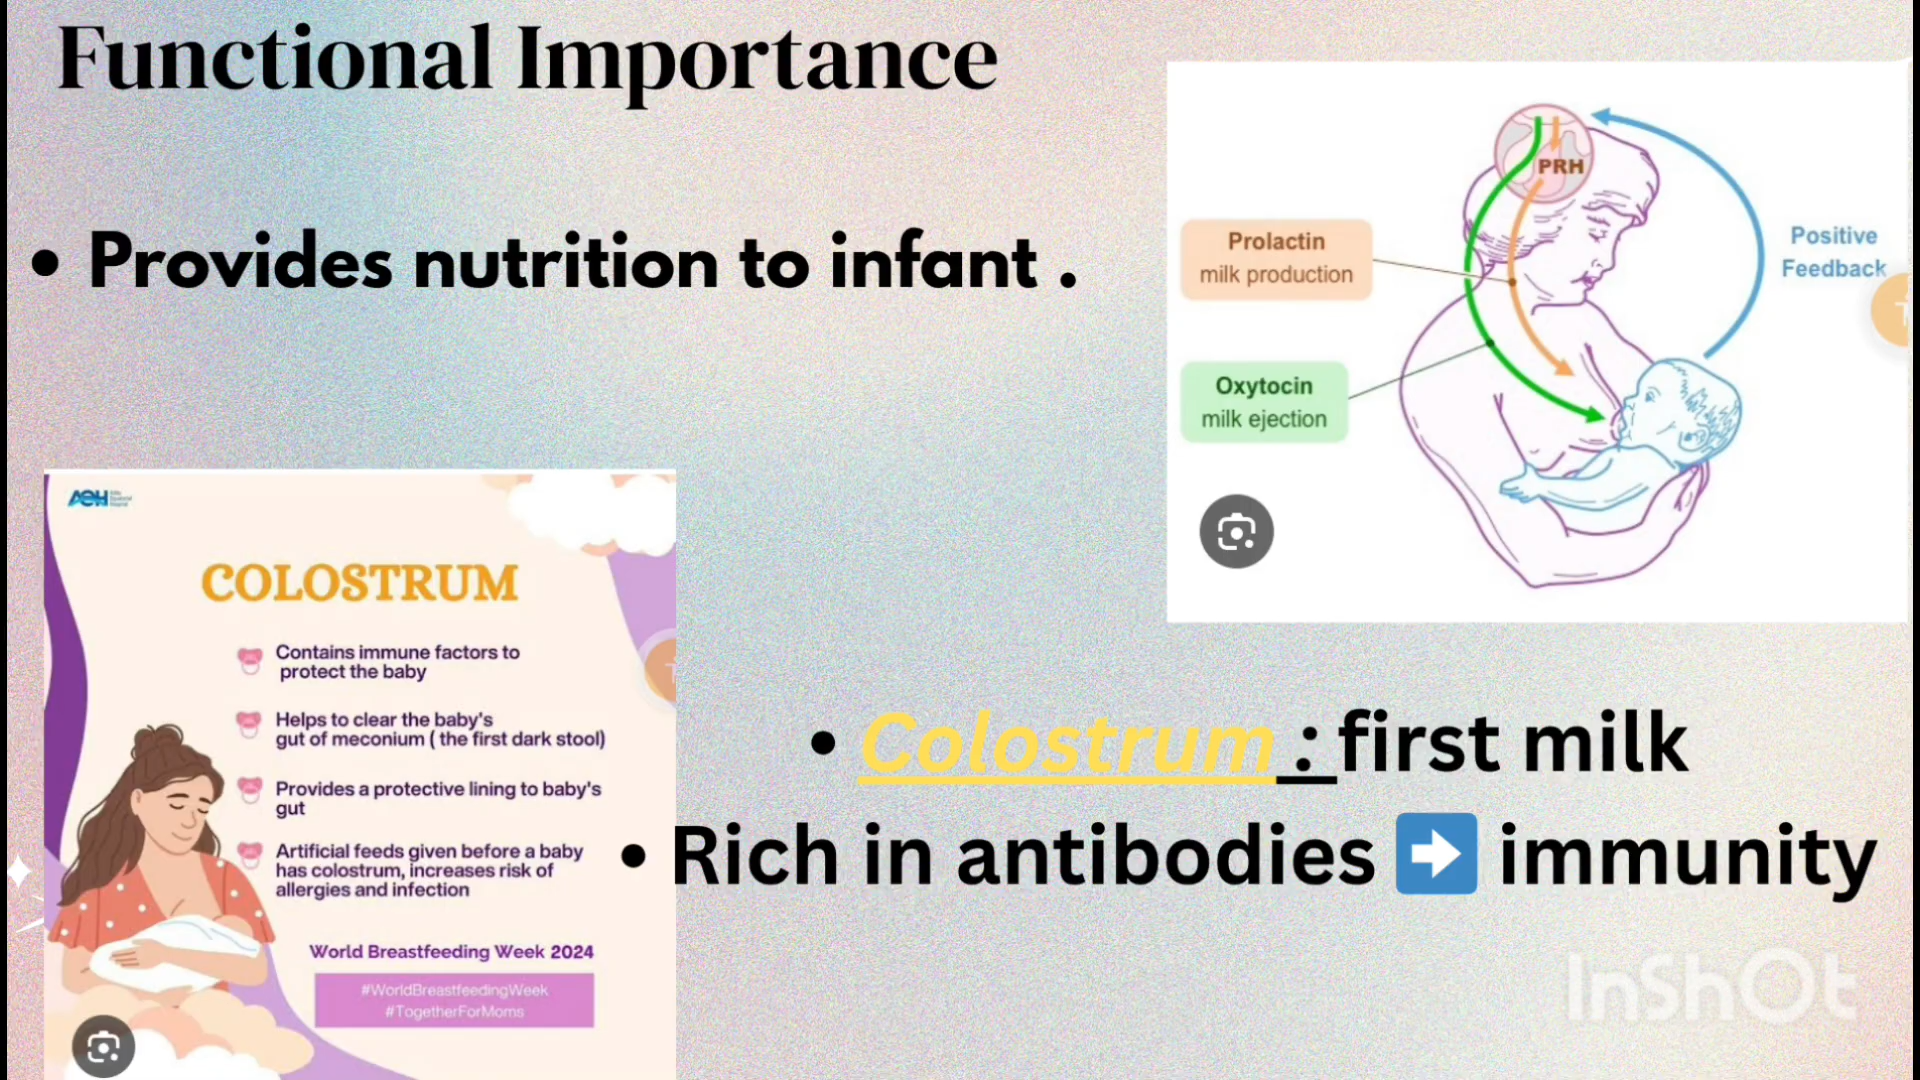 Functional Importance
• Provides nutrition to infant .
PRH
Prolactin
milk production
Positive
Feedback
Oxytocin
milk ejection
T
AEH
COLOSTRUM
Contains immune factors to
protect the baby
Helps to clear the baby's
gut of meconium ( the first dark stool)
Provides a protective lining to baby's
gut
Artificial feeds given before a baby
has colostrum, increases risk of
allergies and infection
World Breastfeeding Week 2024
#WorldBreastfeedingWeek
#TogetherForMoms
• Colostrum : first milk
• Rich in antibodies ➡️ immunity
InShOt